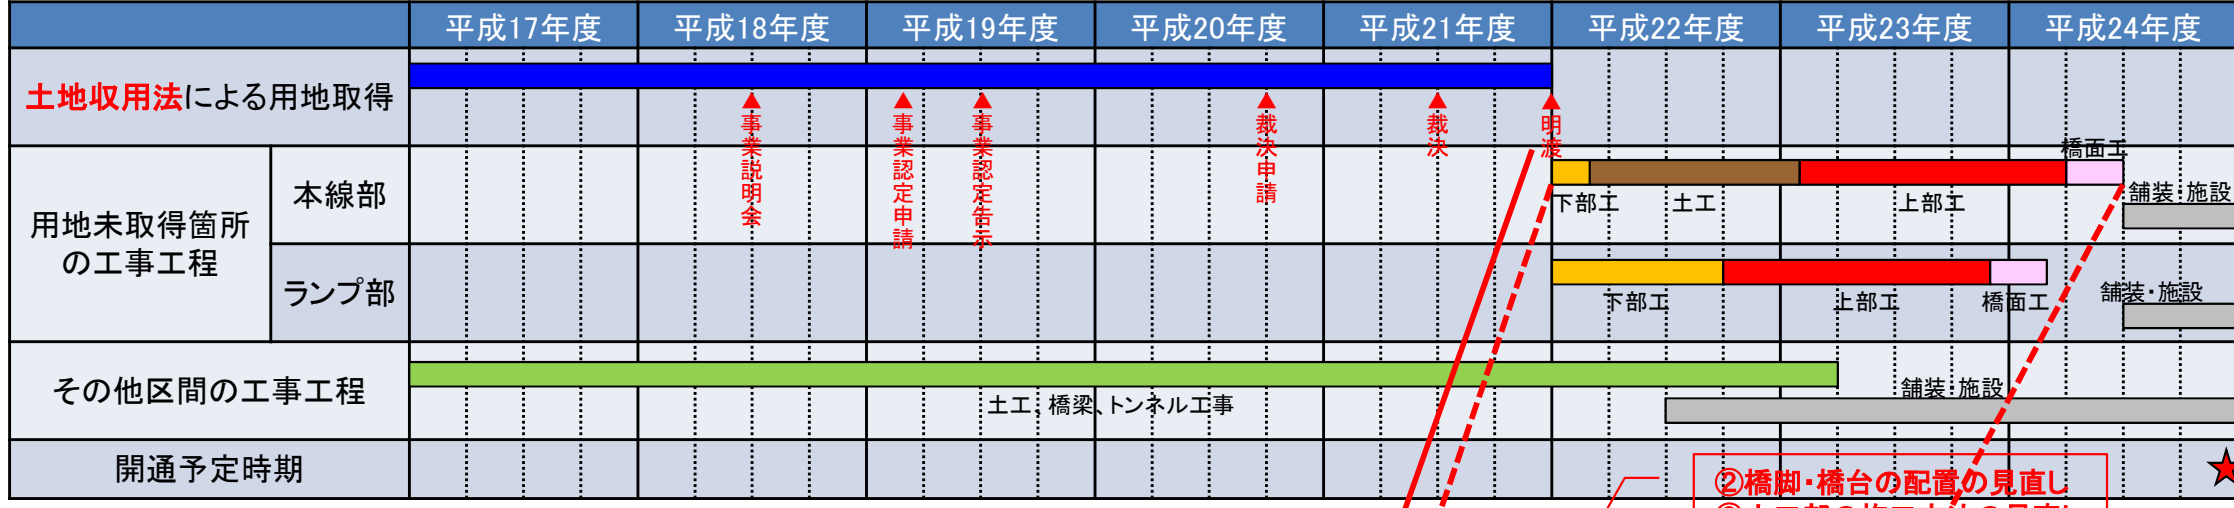 平成17年度 平成18年度 平成19年度 平成20年度 平成21年度 平成22年度 平成23年度 平成24年度
土地収用法による用地取得
事業説明会
事業認定申請
事業認定告示
裁決申請
裁決
明渡
用地未取得箇所
の工事工程
本線部
橋面工
下部工 土工 上部工 舗装・施設
ランプ部
下部工 上部工 橋面工 舗装・施設
その他区間の工事工程
土工、橋梁、トンネル工事 舗装・施設
開通予定時期
②橋脚・橋台の配置の見直し